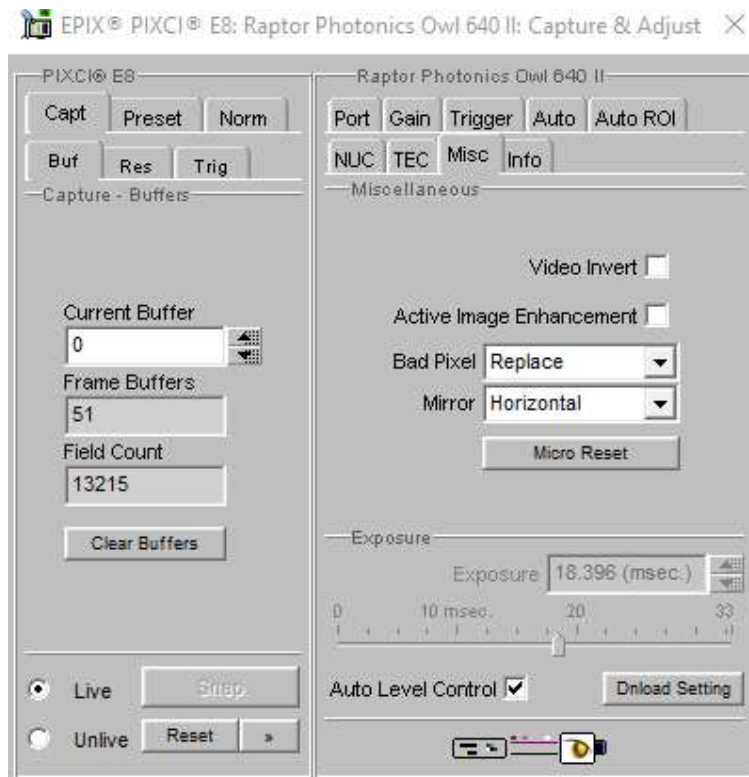 EPIX® PIXCI® E8: Raptor Photonics Owl 640 II: Capture & Adjust
PIXCI® E8
Capt Preset Norm
Buf Res Trig
Capture - Buffers
Current Buffer
0
Frame Buffers
51
Field Count
13215
Clear Buffers
Live Snap
Unlive Reset »
Raptor Photonics Owl 640 II
Port Gain Trigger Auto Auto ROI
NUC TEC Misc Info
Miscellaneous
Video Invert
Active Image Enhancement
Bad Pixel Replace
Mirror Horizontal
Micro Reset
Exposure
Exposure 18.396 (msec.)
0 10 msec. 20 33
Auto Level Control Dnload Setting